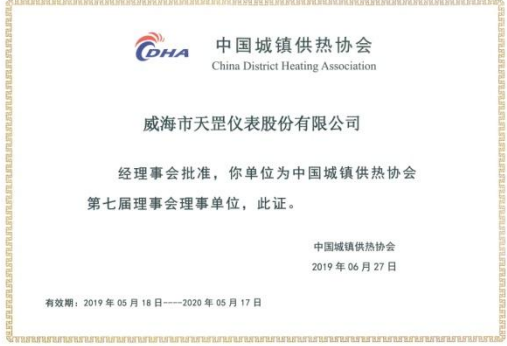 CDHA
中国城镇供热协会
China District Heating Association
威海市天罡仪表股份有限公司
经理事会批准，你单位为中国城镇供热协会
第七届理事会理事单位，此证。
中国城镇供热协会
2019 年 06 月 27 日
有效期：2019 年 05 月 18 日----2020 年 05 月 17 日